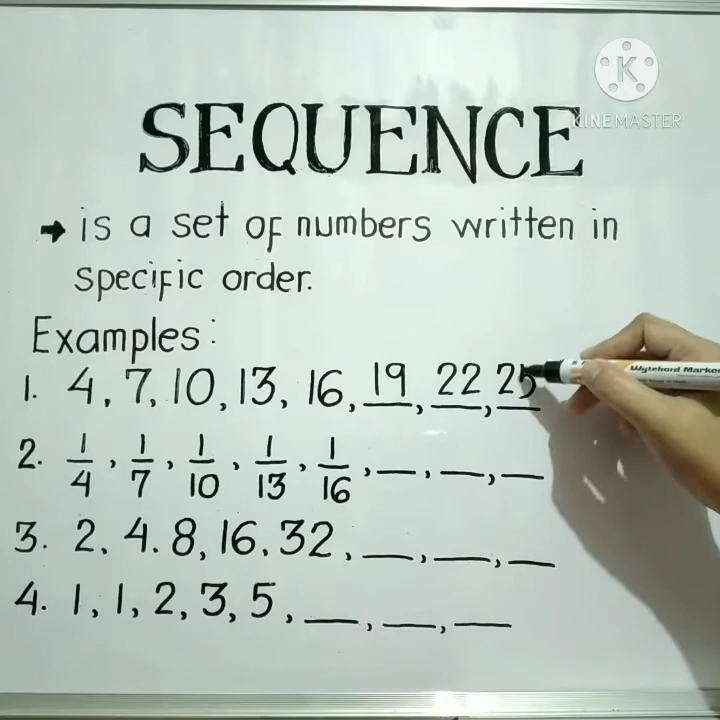 KINEMASTER
SEQUENCE
→ is a set of numbers written in
specific order.
Examples:
1. 4, 7, 10, 13, 16, 19, 22, 25
2. 1/4, 1/7, 1/10, 1/13, 1/16, __, __, __
3. 2, 4. 8, 16, 32, __, __, __
4. 1, 1, 2, 3, 5, __, __, __
Wytebord Marker